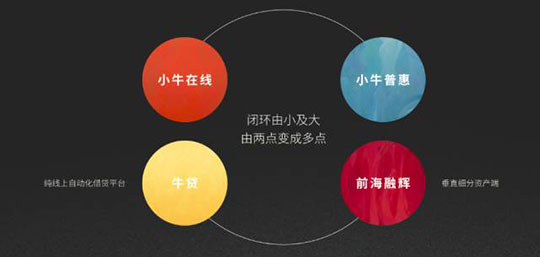 小牛在线
小牛普惠
闭环由小及大
由两点变成多点
纯线上自动化借贷平台
牛贷
前海融辉
垂直细分资产端